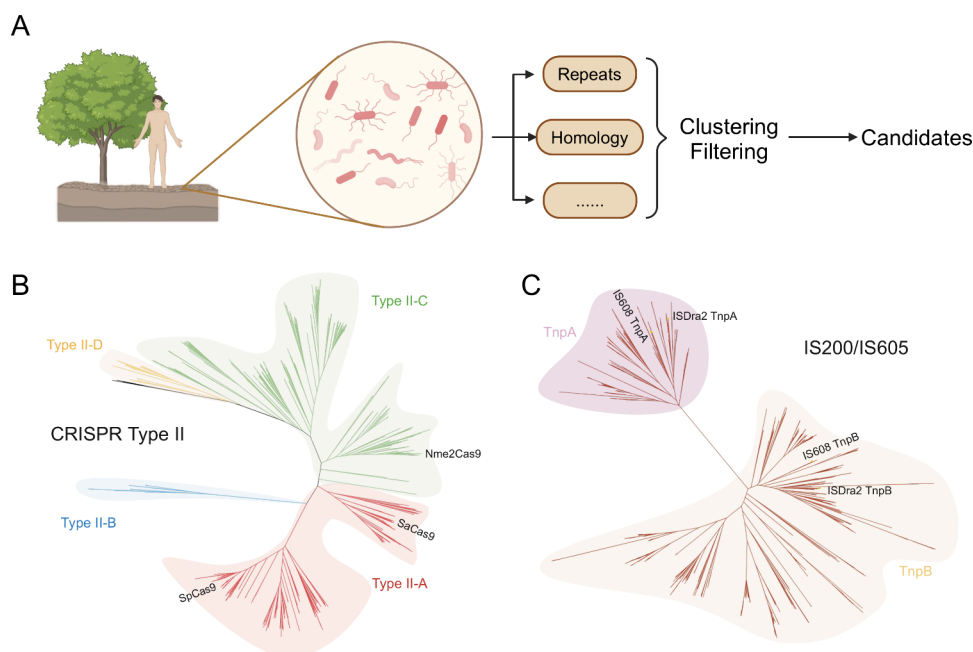 A
Repeats
Homology
......
Clustering
Filtering
Candidates
B
Type II-C
Type II-D
CRISPR Type II
Nme2Cas9
Type II-B
SaCas9
Type II-A
SpCas9
C
IS608 TnpA
ISDra2 TnpA
TnpA
IS200/IS605
IS608 TnpB
ISDra2 TnpB
TnpB